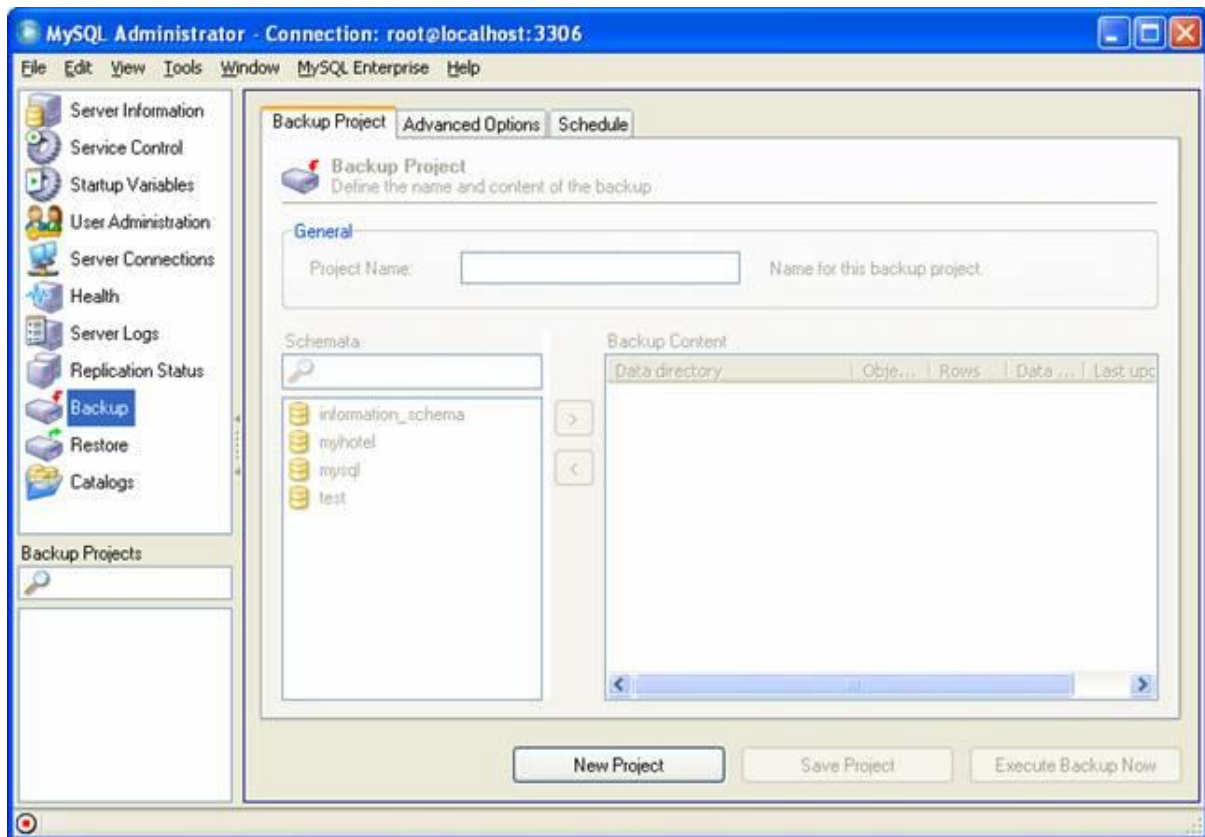 MySQL Administrator - Connection: root@localhost:3306
File Edit View Tools Window MySQL Enterprise Help
Server Information
Service Control
Startup Variables
User Administration
Server Connections
Health
Server Logs
Replication Status
Backup
Restore
Catalogs
Backup Projects
Backup Project Advanced Options Schedule
Backup Project
Define the name and content of the backup
General
Project Name: Name for this backup project.
Schemata
information_schema
myhotel
mysql
test
>
<
Backup Content
Data directory Obje... Rows Data ... Last upd
New Project Save Project Execute Backup Now